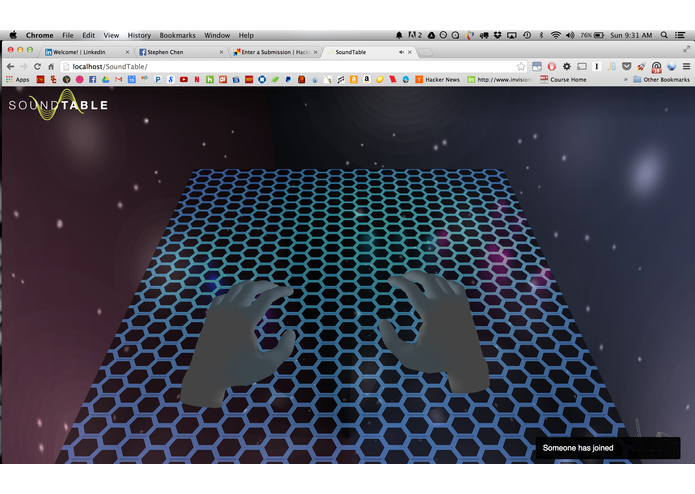 Chrome File Edit View History Bookmarks Window Help 2 76% Sun 9:31 AM
Welcome! | LinkedIn Stephen Chen Enter a Submission | Hack SoundTable
localhost/SoundTable/
Apps Hacker News http://www.invision Course Home » Other Bookmarks
SOUNDTABLE
Someone has joined